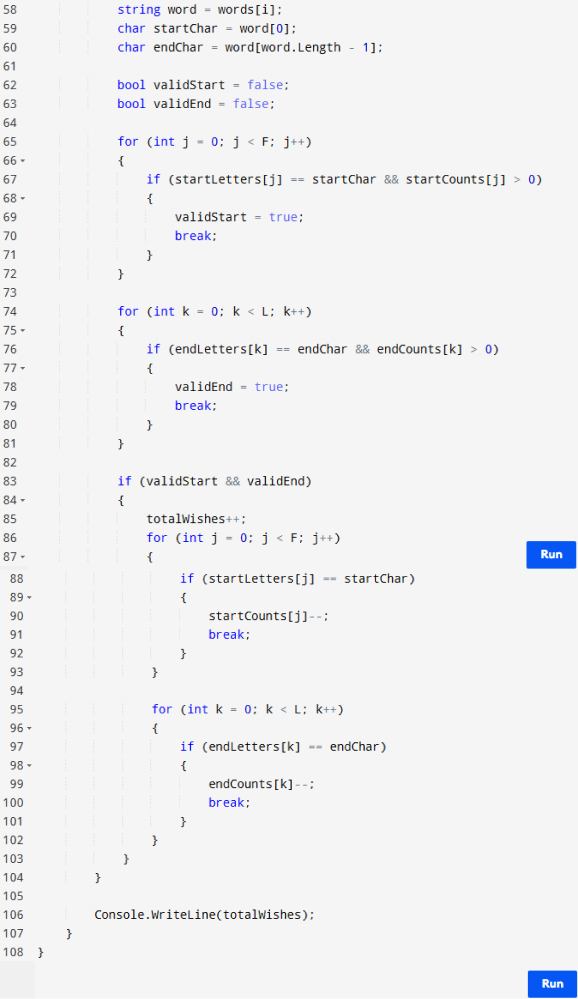 58 string word = words[i];
59 char startChar = word[0];
60 char endChar = word[word.Length - 1];
61
62 bool validStart = false;
63 bool validEnd = false;
64
65 for (int j = 0; j < F; j++)
66 {
67 if (startLetters[j] == startChar && startCounts[j] > 0)
68 {
69 validStart = true;
70 break;
71 }
72 }
73
74 for (int k = 0; k < L; k++)
75 {
76 if (endLetters[k] == endChar && endCounts[k] > 0)
77 {
78 validEnd = true;
79 break;
80 }
81 }
82
83 if (validStart && validEnd)
84 {
85 totalWishes++;
86 for (int j = 0; j < F; j++)
87 {
Run
88 if (startLetters[j] == startChar)
89 {
90 startCounts[j]--;
91 break;
92 }
93 }
94
95 for (int k = 0; k < L; k++)
96 {
97 if (endLetters[k] == endChar)
98 {
99 endCounts[k]--;
100 break;
101 }
102 }
103 }
104 }
105
106 Console.WriteLine(totalWishes);
107 }
108 }
Run